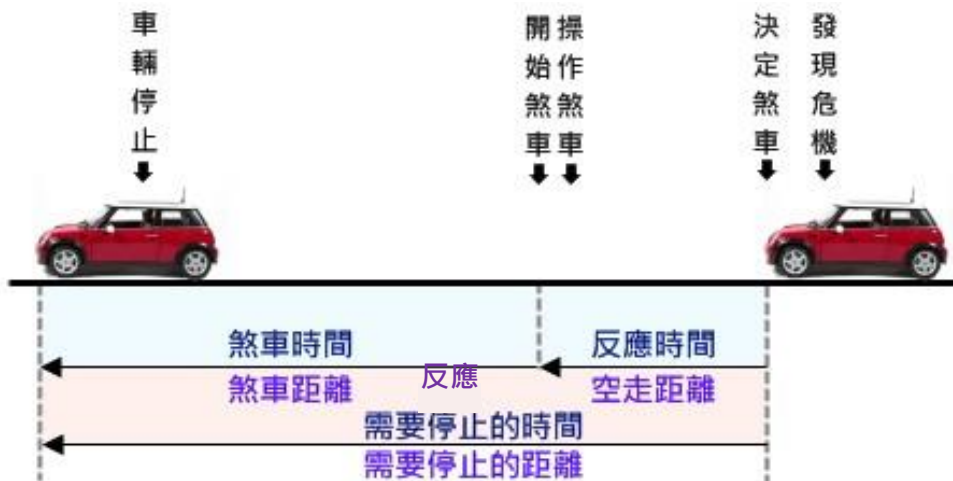 車輛停止
開始煞車
操作煞車
決定煞車
發現危機
煞車時間
反應時間
煞車距離
反應
空走距離
需要停止的時間
需要停止的距離